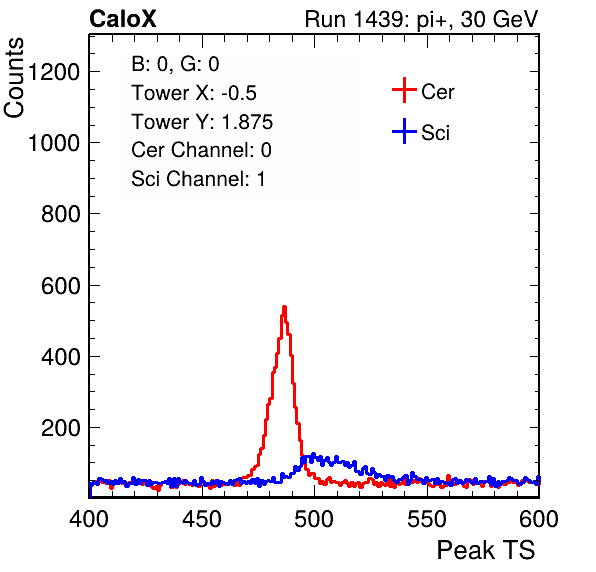 CaloX Run 1439: pi+, 30 GeV
Counts
B: 0, G: 0
Tower X: -0.5
Tower Y: 1.875
Cer Channel: 0
Sci Channel: 1
Cer
Sci
1200
1000
800
600
400
200
400 450 500 550 600
Peak TS